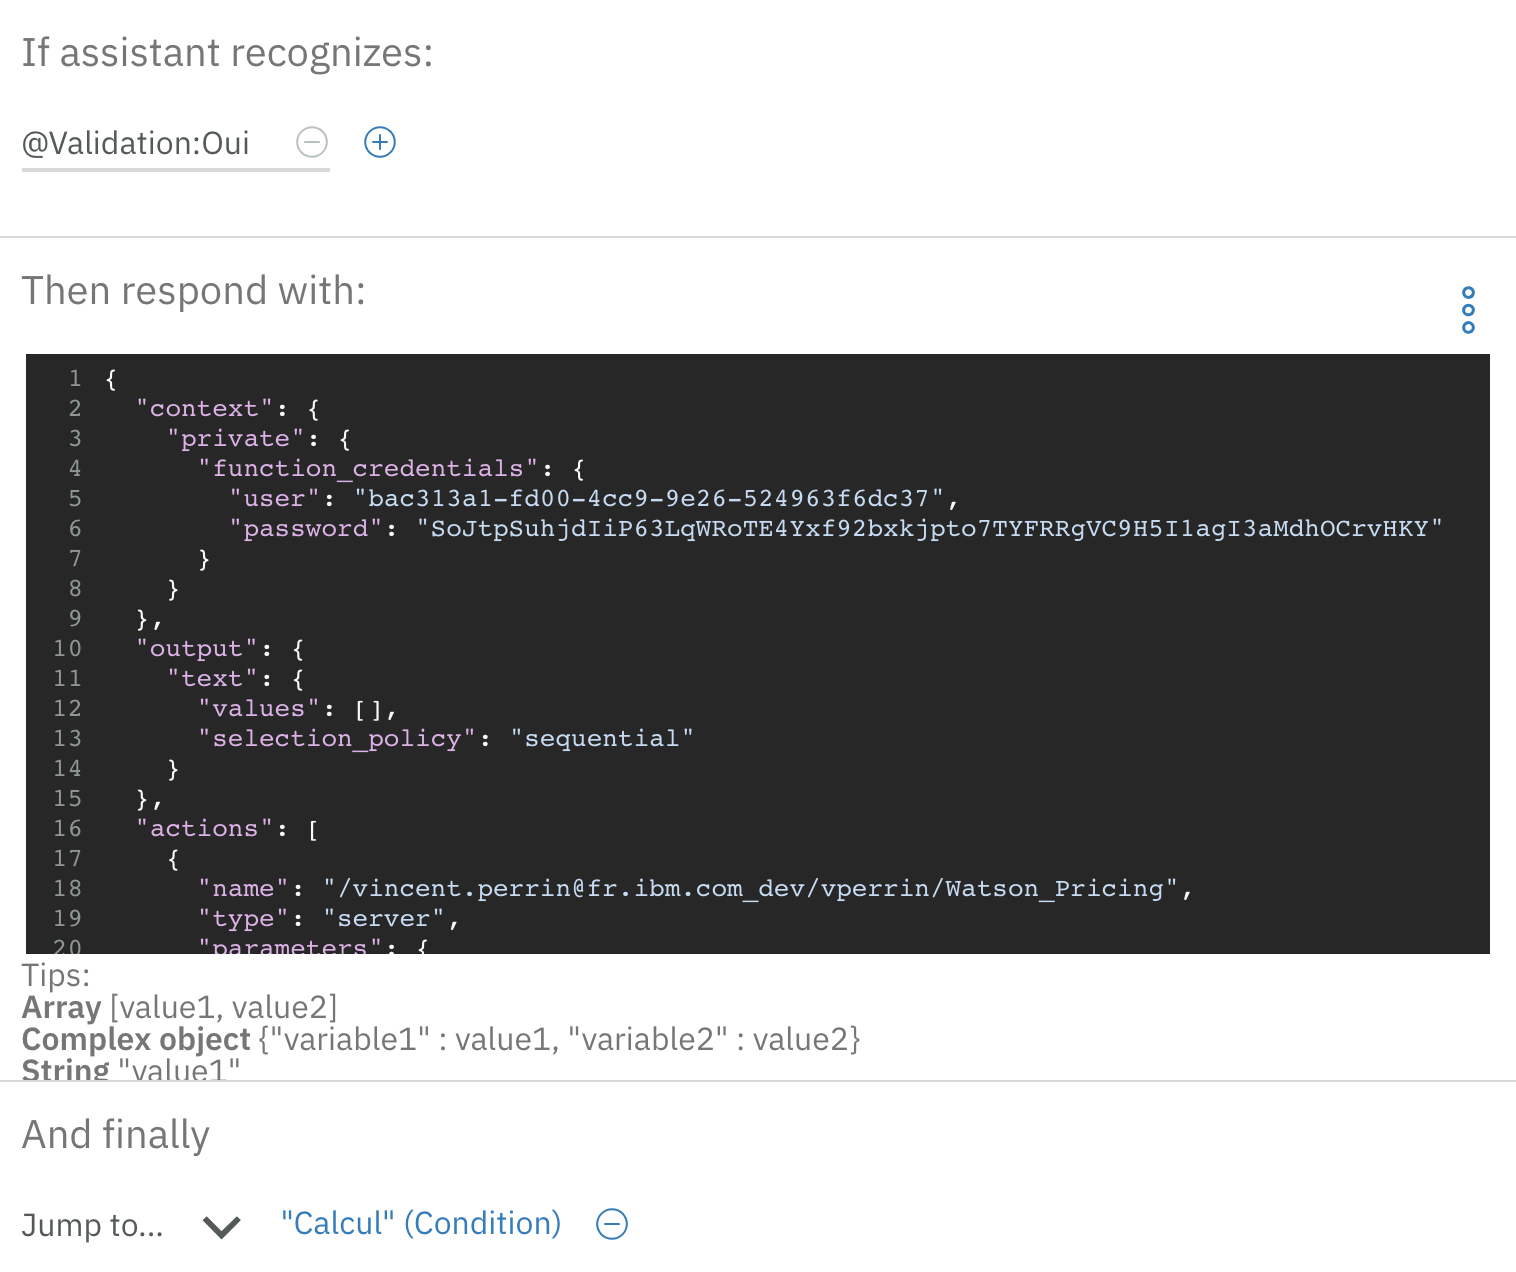 If assistant recognizes:
@Validation:Oui
Then respond with:
1 {
2 "context": {
3 "private": {
4 "function_credentials": {
5 "user": "bac313a1-fd00-4cc9-9e26-524963f6dc37",
6 "password": "SoJtpSuhjdIiP63LqWRoTE4Yxf92bxkjpto7TYFRRgVC9H5I1agI3aMdhOCrvHKY"
7 }
8 }
9 },
10 "output": {
11 "text": {
12 "values": [],
13 "selection_policy": "sequential"
14 }
15 },
16 "actions": [
17 {
18 "name": "/vincent.perrin@fr.ibm.com_dev/vperrin/Watson_Pricing",
19 "type": "server",
20 "parameters": {
Tips:
Array [value1, value2]
Complex object {"variable1" : value1, "variable2" : value2}
String "value1"
And finally
Jump to... "Calcul" (Condition)